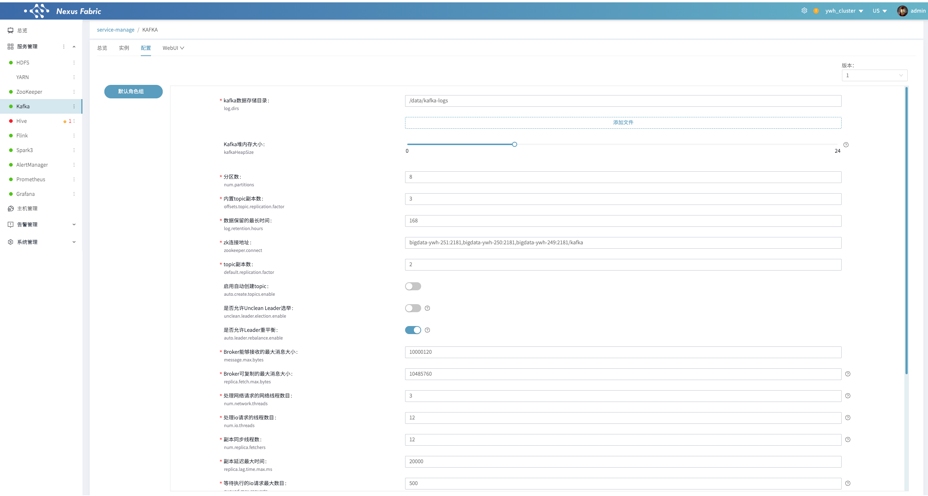 Nexus Fabric
ywh_cluster
US
admin
总览
服务管理
HDFS
YARN
ZooKeeper
Kafka
Hive
1
Flink
Spark3
AlertManager
Prometheus
Grafana
主机管理
告警管理
系统管理
service-manage / KAFKA
总览 实例 配置 WebUI
版本:
1
默认角色组
* kafka数据存储目录:
log.dirs
/data/kafka-logs
添加文件
Kafka堆内存大小:
kafkaHeapSize
0
24
* 分区数:
num.partitions
8
* 内置topic副本数:
offsets.topic.replication.factor
3
* 数据保留的最长时间:
log.retention.hours
168
* zk连接地址:
zookeeper.connect
bigdata-ywh-251:2181,bigdata-ywh-250:2181,bigdata-ywh-249:2181/kafka
* topic副本数:
default.replication.factor
2
启用自动创建topic:
auto.create.topics.enable
是否允许Unclean Leader选举:
unclean.leader.election.enable
是否允许Leader重平衡:
auto.leader.rebalance.enable
* Broker能够接收的最大消息大小:
message.max.bytes
10000120
* Broker可复制的最大消息大小:
replica.fetch.max.bytes
10485760
* 处理网络请求的网络线程数目:
num.network.threads
3
* 处理io请求的线程数目:
num.io.threads
12
* 副本同步线程数:
num.replica.fetchers
12
* 副本延迟最大时间:
replica.lag.time.max.ms
20000
* 等待执行的io请求最大数目:
500